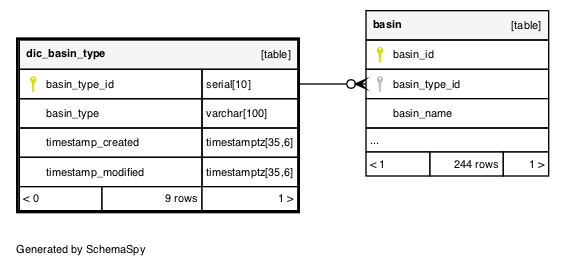 dic_basin_type [table]
basin_type_id serial[10]
basin_type varchar[100]
timestamp_created timestamptz[35,6]
timestamp_modified timestamptz[35,6]
< 0 9 rows 1 >
basin [table]
basin_id
basin_type_id
basin_name
...
< 1 244 rows 1 >
Generated by SchemaSpy